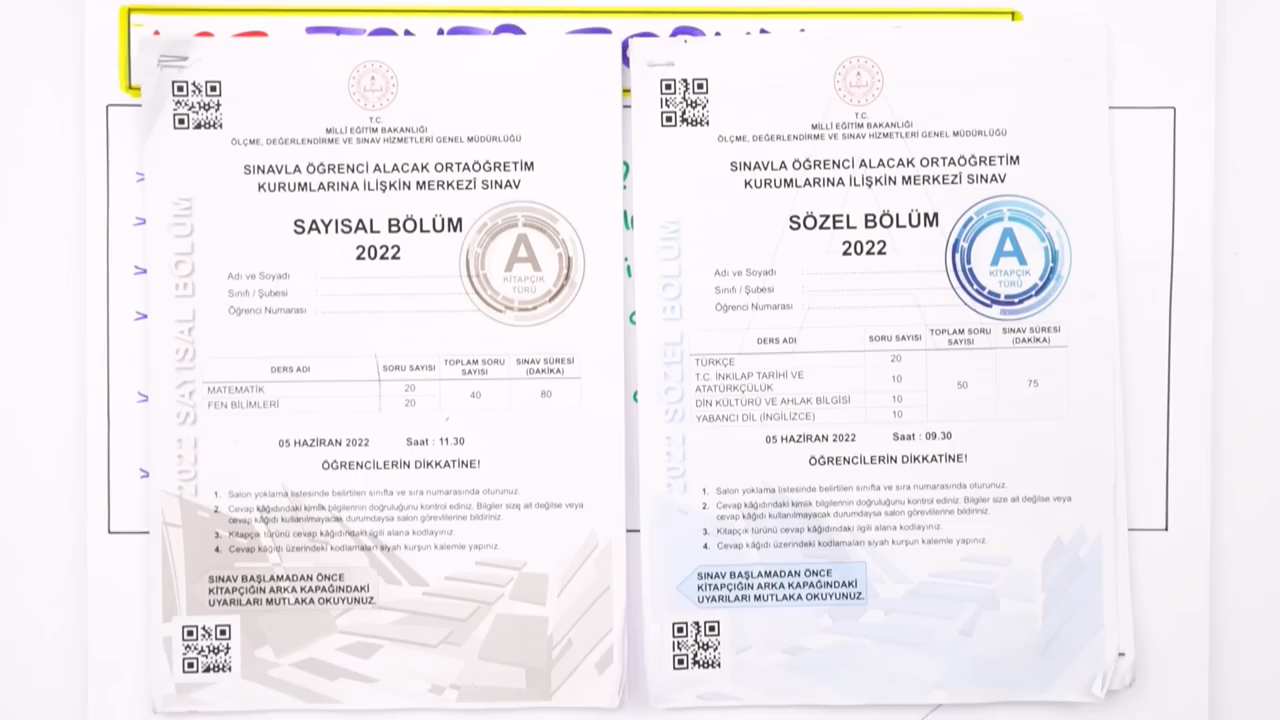 T.C.
MİLLİ EĞİTİM BAKANLIĞI
ÖLÇME, DEĞERLENDİRME VE SINAV HİZMETLERİ GENEL MÜDÜRLÜĞÜ
SINAVLA ÖĞRENCİ ALACAK ORTAÖĞRETİM
KURUMLARINA İLİŞKİN MERKEZÎ SINAV
SAYISAL BÖLÜM
2022
A
KİTAPÇIK
TÜRÜ
Adı ve Soyadı :
Sınıfı / Şubesi :
Öğrenci Numarası :
DERS ADI SORU SAYISI TOPLAM SORU SAYISI SINAV SÜRESİ (DAKİKA)
MATEMATİK 20 40 80
FEN BİLİMLERİ 20
05 HAZİRAN 2022 Saat : 11.30
ÖĞRENCİLERİN DİKKATİNE!
1. Salon yoklama listesinde belirtilen sınıfta ve sıra numarasında oturunuz.
2. Cevap kâğıdındaki kimlik bilgilerinin doğruluğunu kontrol ediniz. Bilgiler size ait değilse veya
cevap kâğıdı kullanılmayacak durumdaysa salon görevlilerine bildiriniz.
3. Kitapçık türünü cevap kâğıdındaki ilgili alana kodlayınız.
4. Cevap kâğıdı üzerindeki kodlamaları siyah kurşun kalemle yapınız.
SINAV BAŞLAMADAN ÖNCE
KİTAPÇIĞIN ARKA KAPAĞINDAKİ
UYARILARI MUTLAKA OKUYUNUZ.
2022 SAYISAL BÖLÜM
T.C.
MİLLİ EĞİTİM BAKANLIĞI
ÖLÇME, DEĞERLENDİRME VE SINAV HİZMETLERİ GENEL MÜDÜRLÜĞÜ
SINAVLA ÖĞRENCİ ALACAK ORTAÖĞRETİM
KURUMLARINA İLİŞKİN MERKEZÎ SINAV
SÖZEL BÖLÜM
2022
A
KİTAPÇIK
TÜRÜ
Adı ve Soyadı :
Sınıfı / Şubesi :
Öğrenci Numarası :
DERS ADI SORU SAYISI TOPLAM SORU SAYISI SINAV SÜRESİ (DAKİKA)
TÜRKÇE 20 50 75
T.C. İNKILAP TARİHİ VE
ATATÜRKÇÜLÜK 10
DİN KÜLTÜRÜ VE AHLAK BİLGİSİ 10
YABANCI DİL (İNGİLİZCE) 10
05 HAZİRAN 2022 Saat : 09.30
ÖĞRENCİLERİN DİKKATİNE!
1. Salon yoklama listesinde belirtilen sınıfta ve sıra numarasında oturunuz.
2. Cevap kâğıdındaki kimlik bilgilerinin doğruluğunu kontrol ediniz. Bilgiler size ait değilse veya
cevap kâğıdı kullanılmayacak durumdaysa salon görevlilerine bildiriniz.
3. Kitapçık türünü cevap kâğıdındaki ilgili alana kodlayınız.
4. Cevap kâğıdı üzerindeki kodlamaları siyah kurşun kalemle yapınız.
SINAV BAŞLAMADAN ÖNCE
KİTAPÇIĞIN ARKA KAPAĞINDAKİ
UYARILARI MUTLAKA OKUYUNUZ.
2022 SÖZEL BÖLÜM